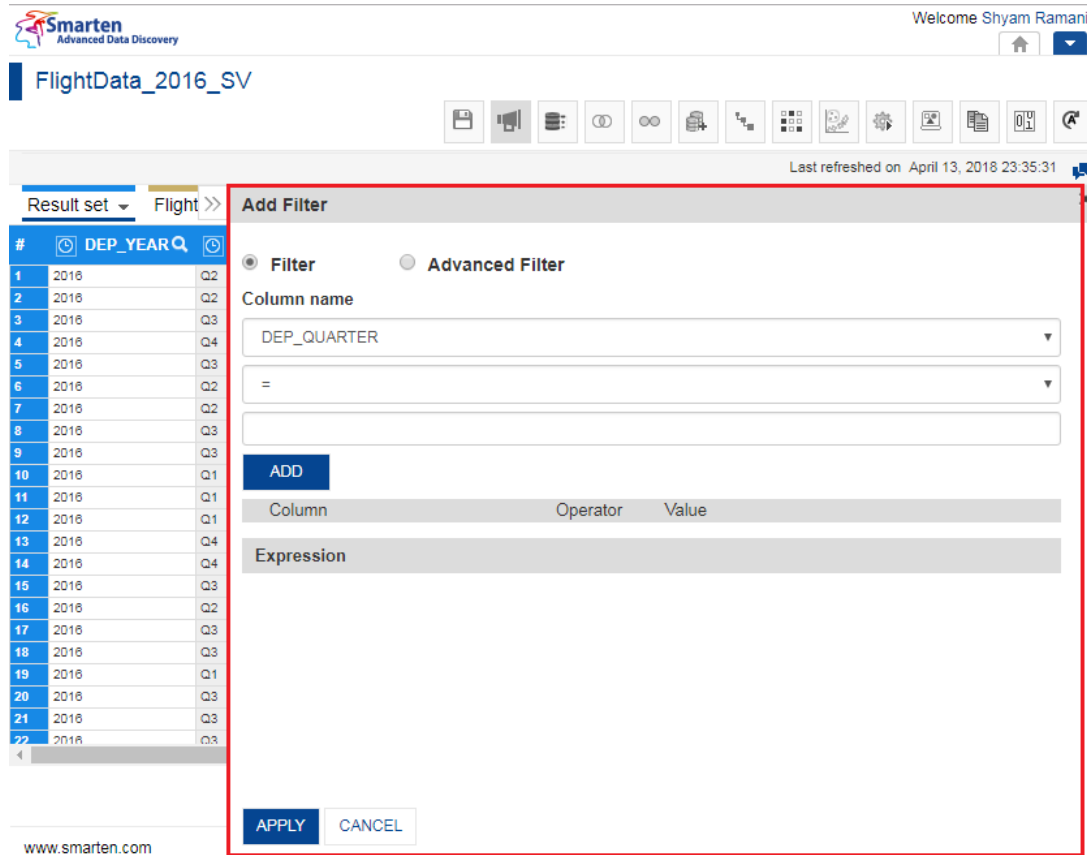 Smarten
Advanced Data Discovery
Welcome Shyam Ramani
FlightData_2016_SV
Last refreshed on April 13, 2018 23:35:31
Result set
Flight
# DEP_YEAR
1 2016 Q2
2 2016 Q2
3 2016 Q3
4 2016 Q4
5 2016 Q3
6 2016 Q2
7 2016 Q2
8 2016 Q3
9 2016 Q3
10 2016 Q1
11 2016 Q1
12 2016 Q1
13 2016 Q4
14 2016 Q4
15 2016 Q3
16 2016 Q2
17 2016 Q3
18 2016 Q3
19 2016 Q1
20 2016 Q3
21 2016 Q3
22 2016 Q3
Add Filter
Filter
Advanced Filter
Column name
DEP_QUARTER
=
ADD
Column Operator Value
Expression
APPLY
CANCEL
www.smarten.com